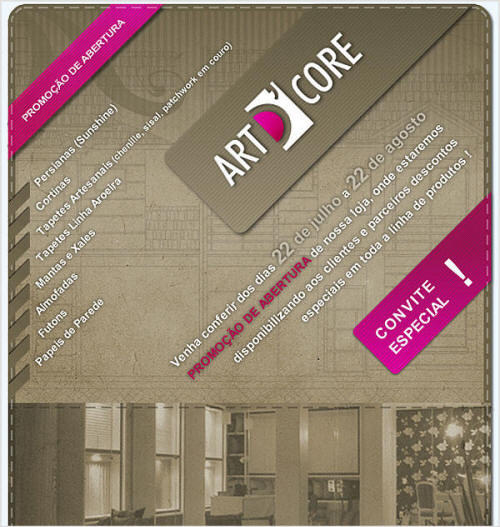 PROMOÇÃO DE ABERTURA
ART D' CORE
Persianas (Sunshine)
Cortinas
Tapetes Artesanais (chenille, sisal, patchwork em couro)
Tapetes Linha Aroeira
Mantas e Xales
Almofadas
Futons
Papeis de Parede
Venha conferir dos dias 22 de julho a 22 de agosto
PROMOÇÃO DE ABERTURA de nossa loja, onde estaremos
disponibilizando aos clientes e parceiros descontos
especiais em toda a linha de produtos !
CONVITE
ESPECIAL !